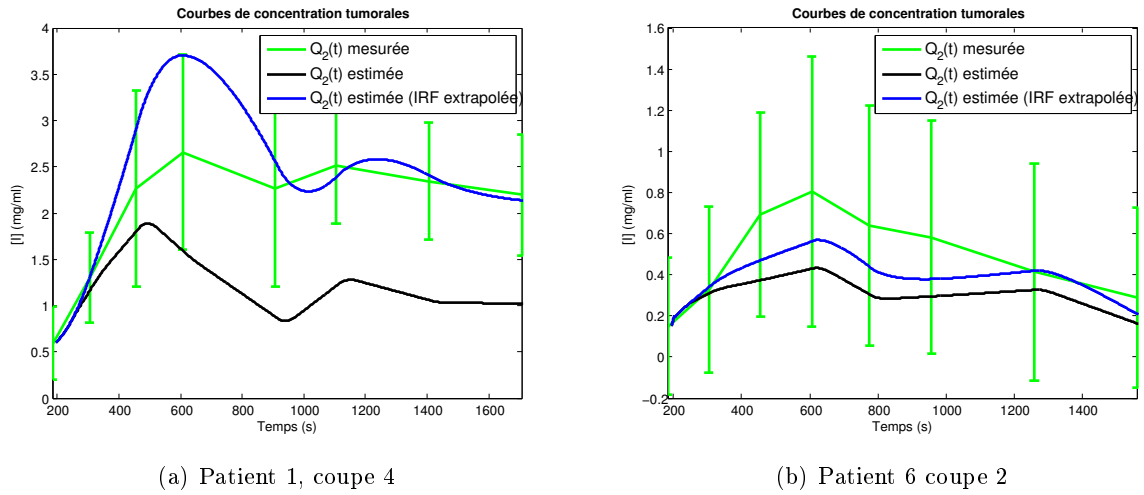 Courbes de concentration tumorales
4
3.5
3
2.5
2
1.5
1
0.5
0
200 400 600 800 1000 1200 1400 1600
[I] (mg/ml)
Temps (s)
Q2(t) mesurée
Q2(t) estimée
Q2(t) estimée (IRF extrapolée)
(a) Patient 1, coupe 4
Courbes de concentration tumorales
1.6
1.4
1.2
1
0.8
0.6
0.4
0.2
0
−0.2
200 400 600 800 1000 1200 1400
[I] (mg/ml)
Temps (s)
Q2(t) mesurée
Q2(t) estimée
Q2(t) estimée (IRF extrapolée)
(b) Patient 6 coupe 2